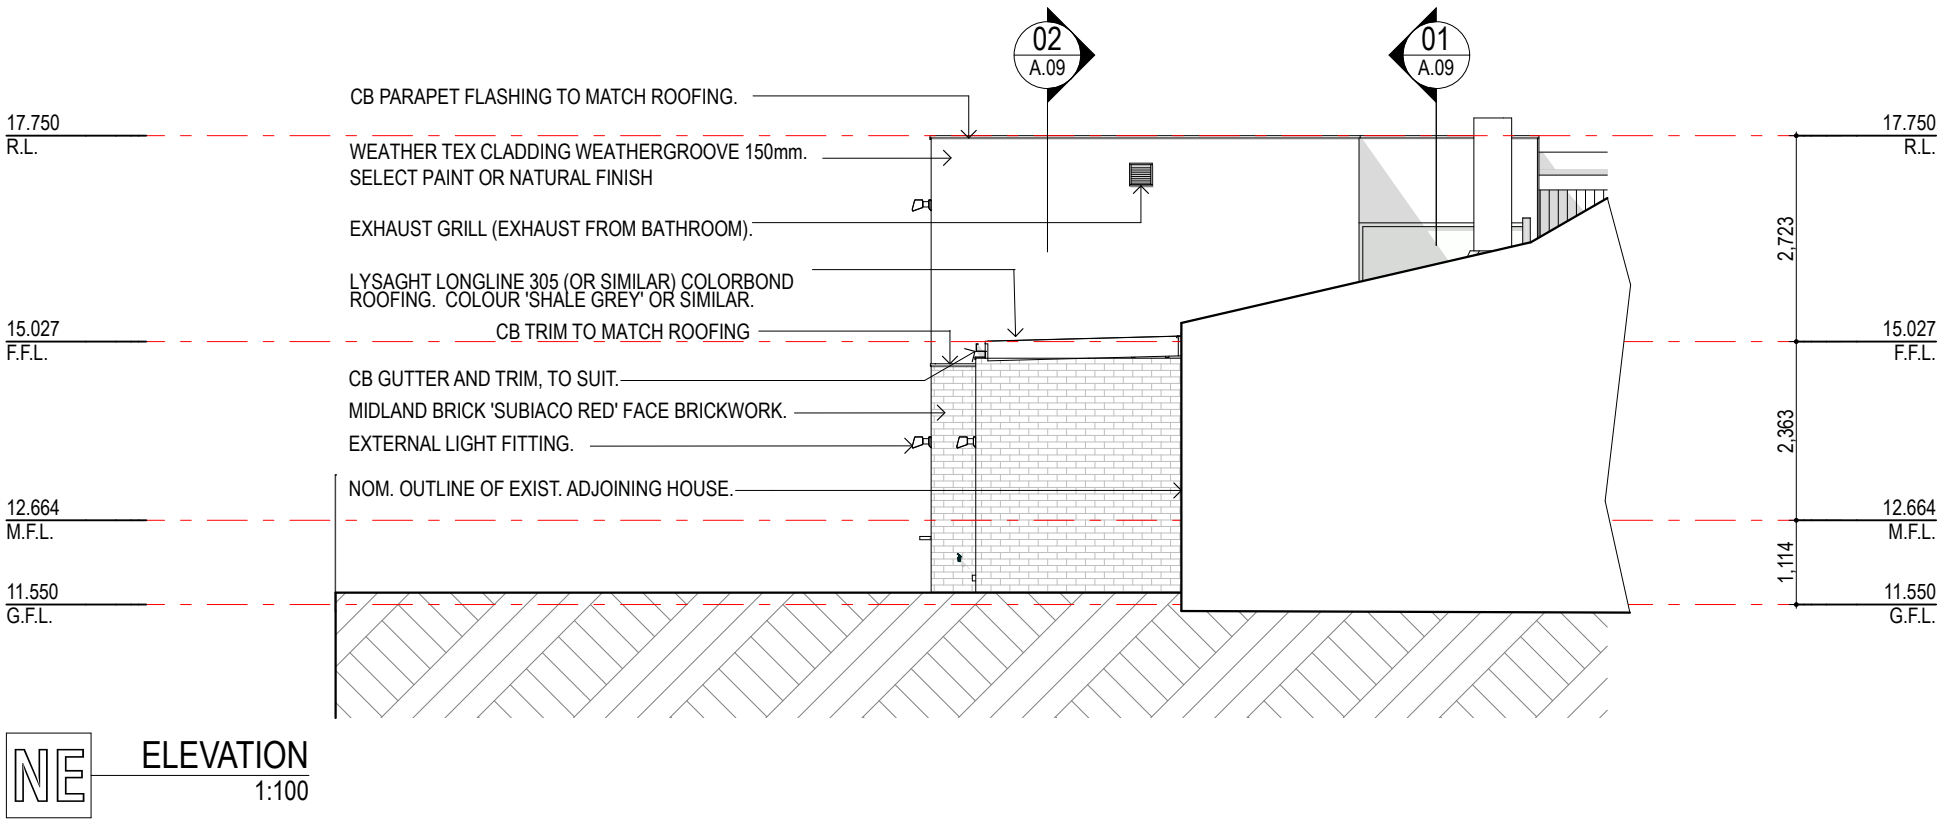 02
A.09
01
A.09
CB PARAPET FLASHING TO MATCH ROOFING.
17.750
R.L.
17.750
R.L.
WEATHER TEX CLADDING WEATHERGROOVE 150mm.
SELECT PAINT OR NATURAL FINISH
EXHAUST GRILL (EXHAUST FROM BATHROOM).
2,723
LYSAGHT LONGLINE 305 (OR SIMILAR) COLORBOND
ROOFING. COLOUR 'SHALE GREY' OR SIMILAR.
15.027
F.F.L.
CB TRIM TO MATCH ROOFING
15.027
F.F.L.
CB GUTTER AND TRIM, TO SUIT.
MIDLAND BRICK 'SUBIACO RED' FACE BRICKWORK.
2,363
EXTERNAL LIGHT FITTING.
NOM. OUTLINE OF EXIST. ADJOINING HOUSE.
12.664
M.F.L.
12.664
M.F.L.
1,114
11.550
G.F.L.
11.550
G.F.L.
NE
ELEVATION
1:100